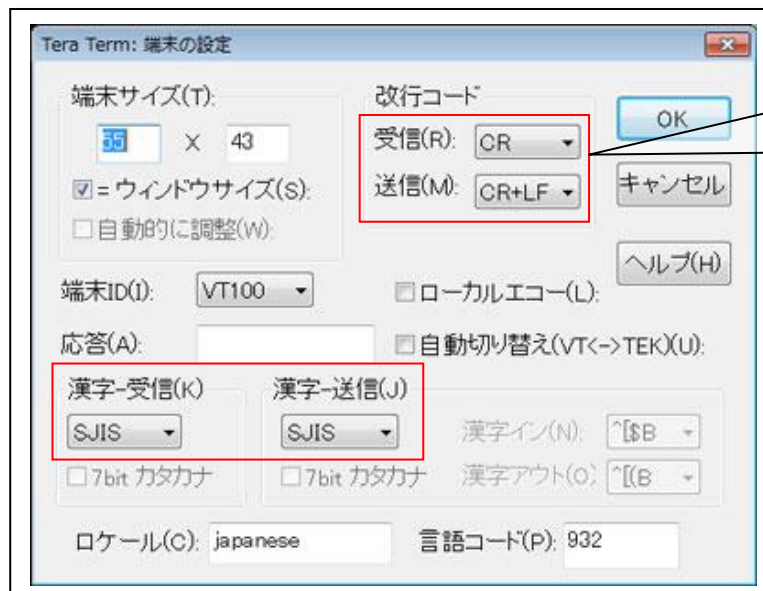 Tera Term: 端末の設定
端末サイズ(T):
55 X 43
= ウィンドウサイズ(S):
自動的に調整(W):
改行コード
受信(R): CR
送信(M): CR+LF
OK
キャンセル
ヘルプ(H)
端末ID(I): VT100
ローカルエコー(L):
応答(A):
自動切り替え(VT<->TEK)(U):
漢字-受信(K)
SJIS
7bit カタカナ
漢字-送信(J)
SJIS
7bit カタカナ
漢字イン(N): ^[$B
漢字アウト(O): ^[(B
ロケール(C): japanese
言語コード(P): 932